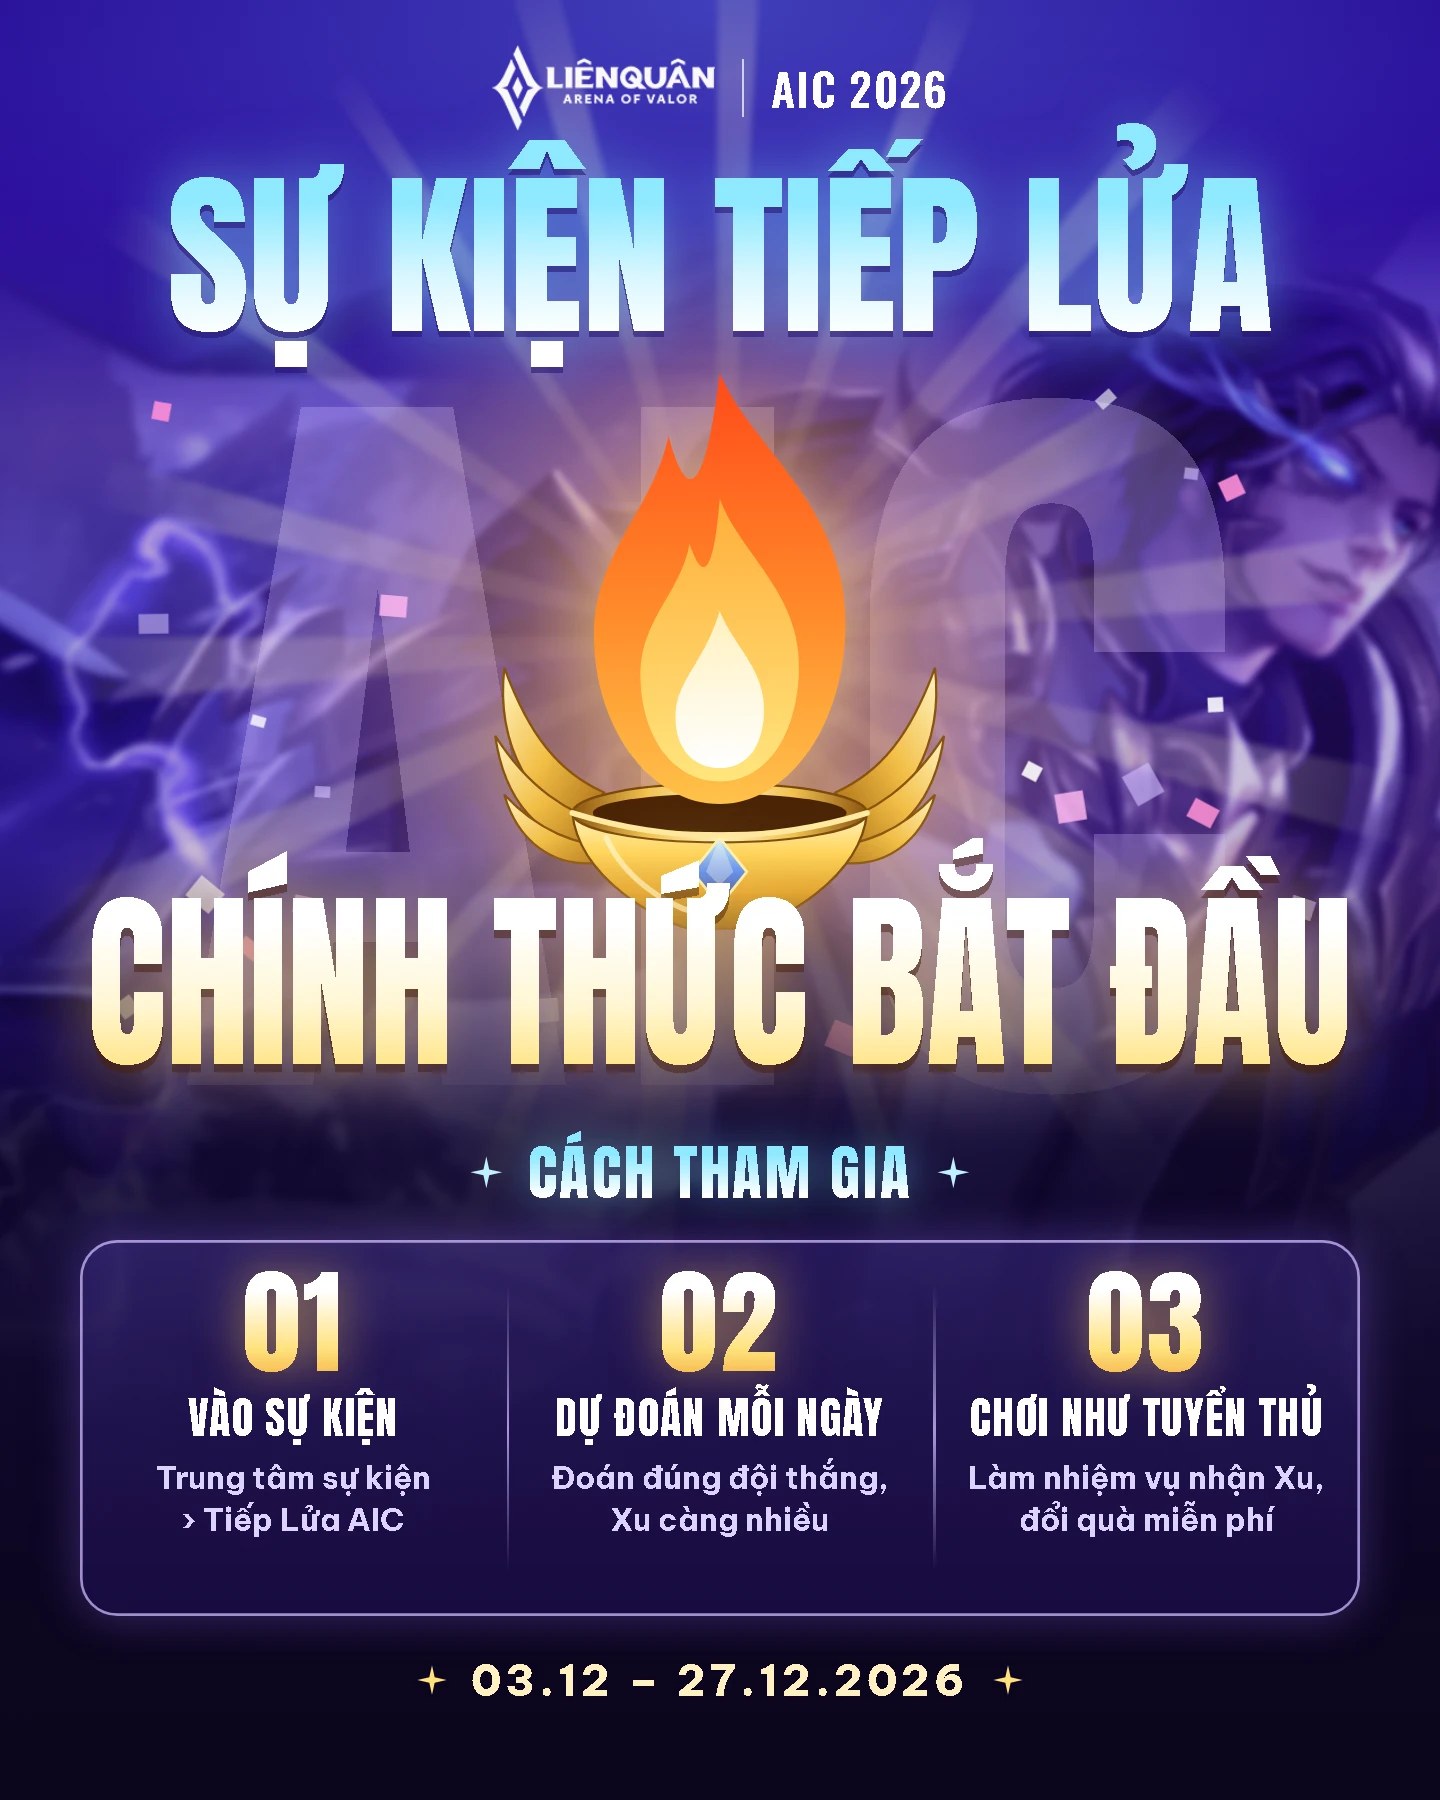 LIÊNQUÂN
ARENA OF VALOR
AIC 2026
SỰ KIỆN TIẾP LỬA
AIC
CHÍNH THỨC BẮT ĐẦU
CÁCH THAM GIA
01
VÀO SỰ KIỆN
Trung tâm sự kiện
› Tiếp Lửa AIC
02
DỰ ĐOÁN MỖI NGÀY
Đoán đúng đội thắng,
Xu càng nhiều
03
CHƠI NHƯ TUYỂN THỦ
Làm nhiệm vụ nhận Xu,
đổi quà miễn phí
03.12 – 27.12.2026